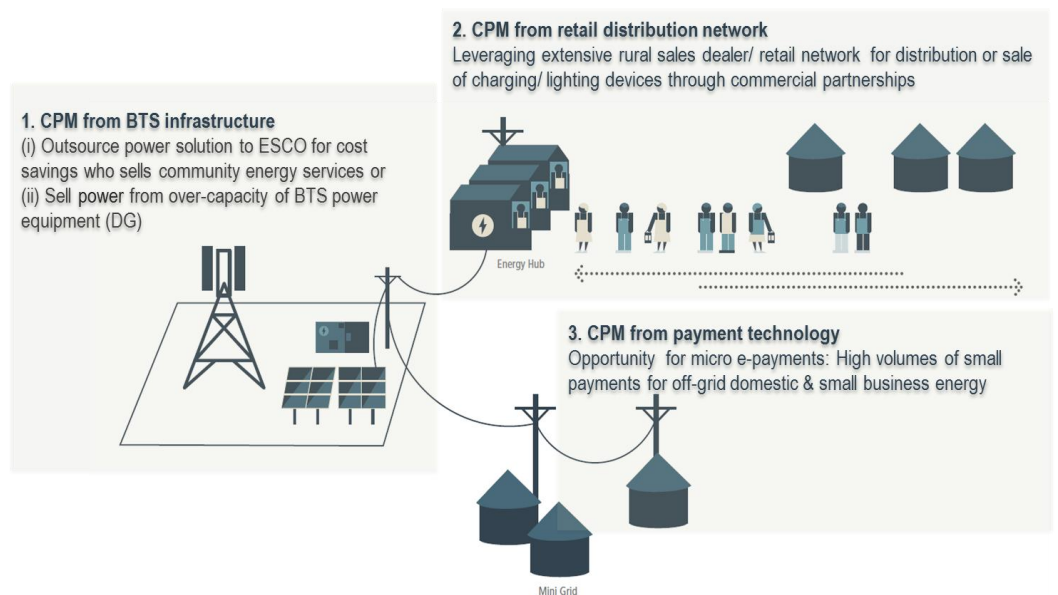 2. CPM from retail distribution network
Leveraging extensive rural sales dealer/ retail network for distribution or sale
of charging/ lighting devices through commercial partnerships
1. CPM from BTS infrastructure
(i) Outsource power solution to ESCO for cost
savings who sells community energy services or
(ii) Sell power from over-capacity of BTS power
equipment (DG)
Energy Hub
3. CPM from payment technology
Opportunity for micro e-payments: High volumes of small
payments for off-grid domestic & small business energy
Mini Grid